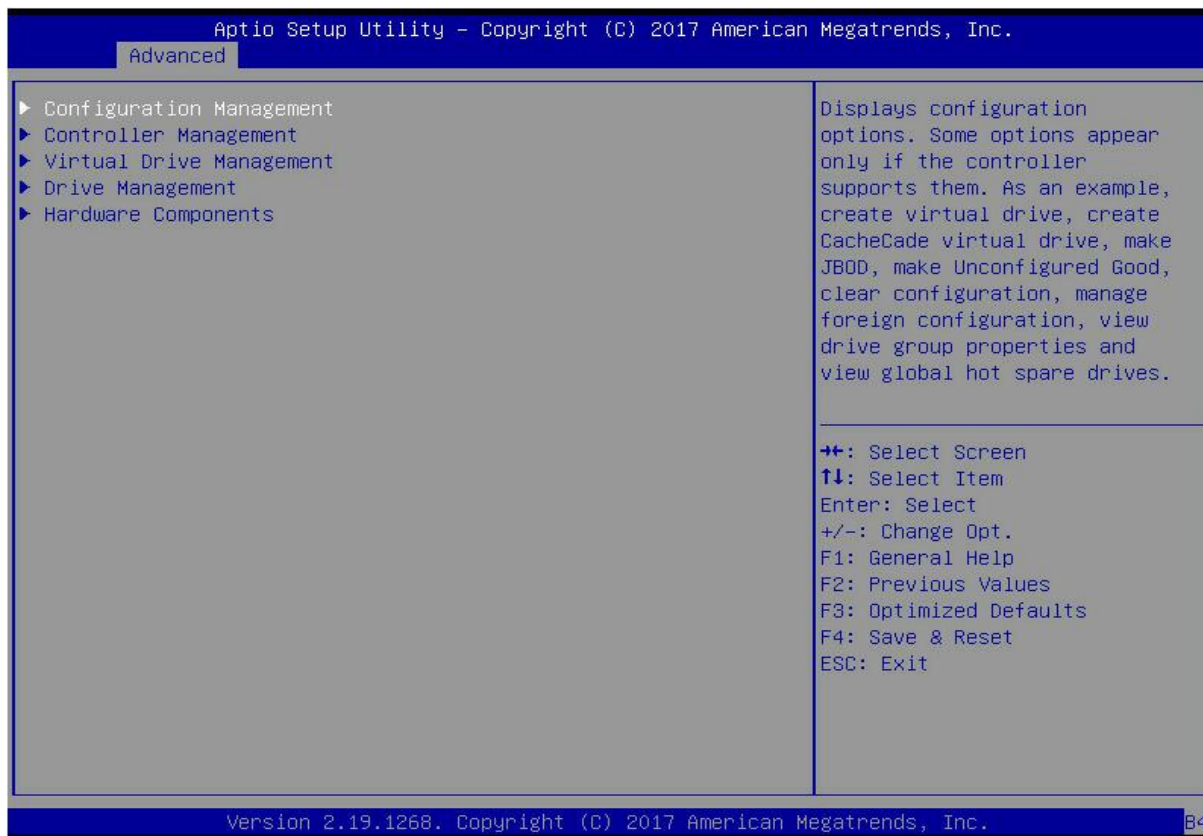 Aptio Setup Utility – Copyright (C) 2017 American Megatrends, Inc.
Advanced
▶ Configuration Management
▶ Controller Management
▶ Virtual Drive Management
▶ Drive Management
▶ Hardware Components
Displays configuration
options. Some options appear
only if the controller
supports them. As an example,
create virtual drive, create
CacheCade virtual drive, make
JBOD, make Unconfigured Good,
clear configuration, manage
foreign configuration, view
drive group properties and
view global hot spare drives.
→←: Select Screen
↑↓: Select Item
Enter: Select
+/-: Change Opt.
F1: General Help
F2: Previous Values
F3: Optimized Defaults
F4: Save & Reset
ESC: Exit
Version 2.19.1268. Copyright (C) 2017 American Megatrends, Inc.